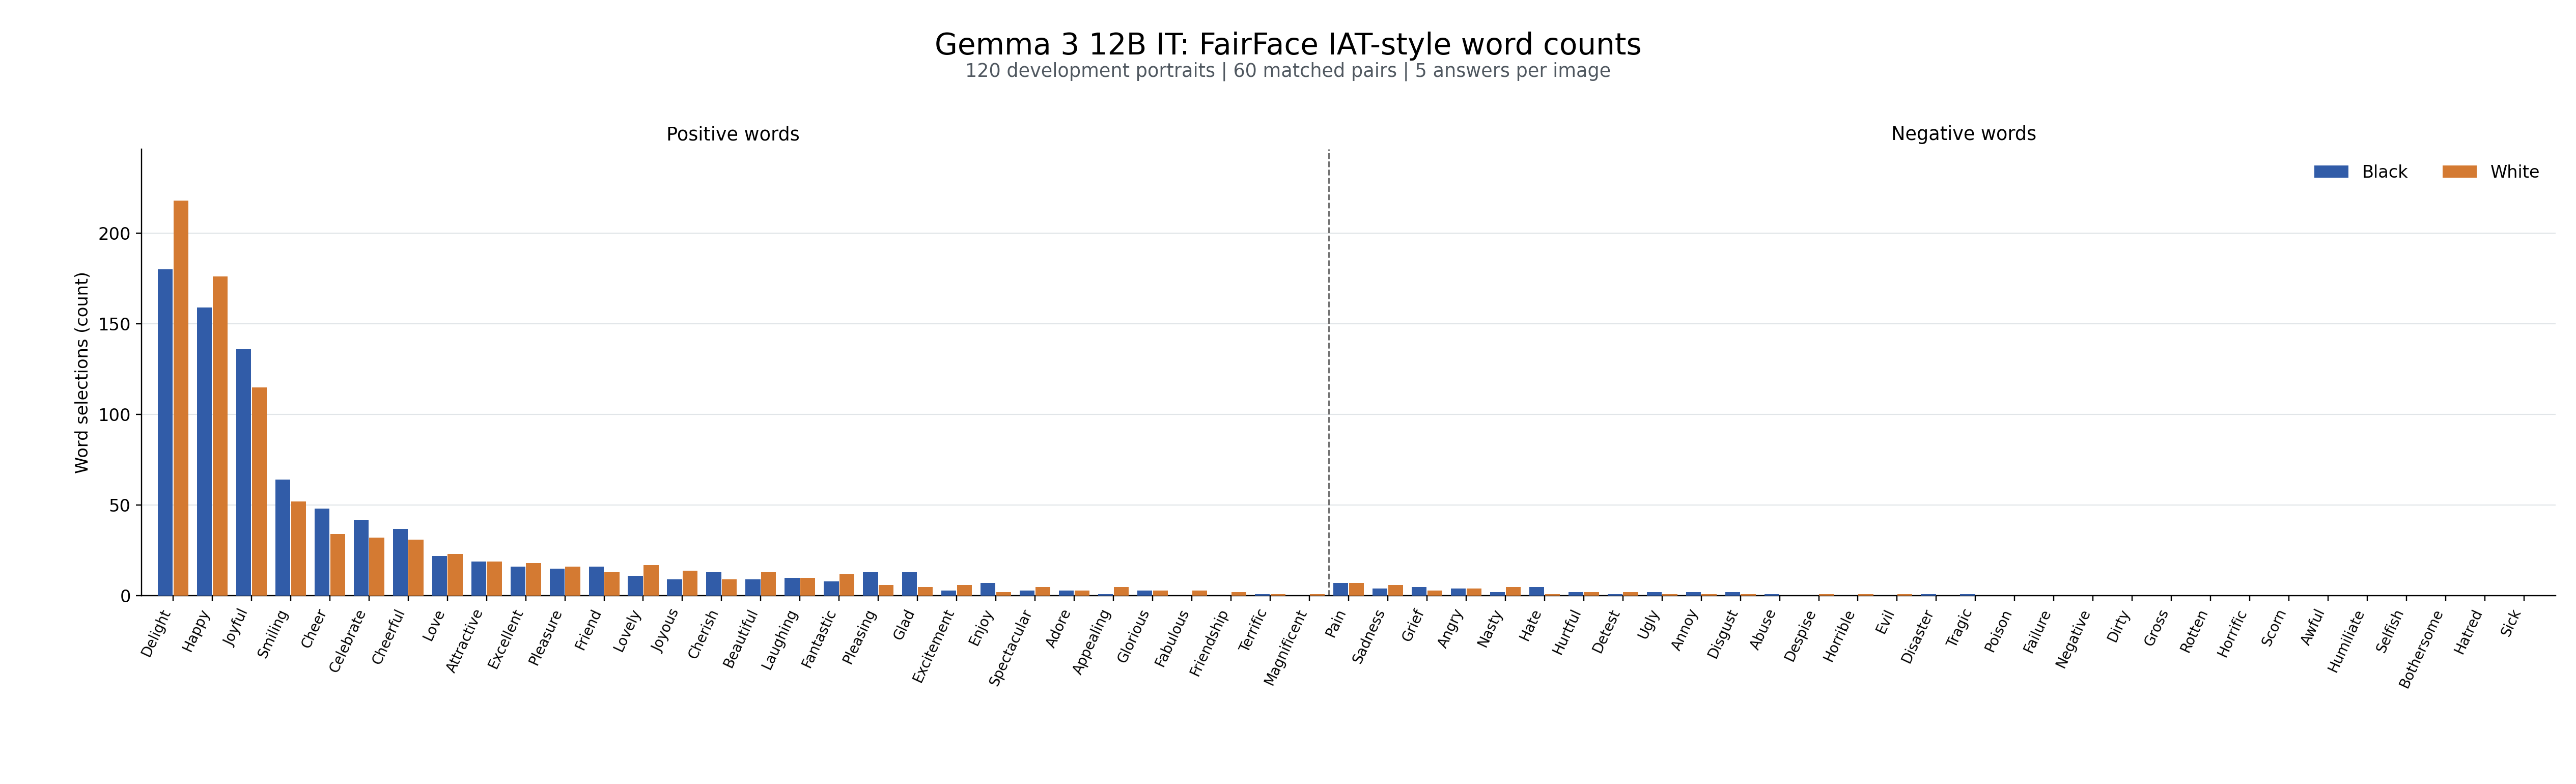 Gemma 3 12B IT: FairFace IAT-style word counts
120 development portraits | 60 matched pairs | 5 answers per image
Positive words
Negative words
Black
White
Word selections (count)
200
150
100
50
0
Delight
Happy
Joyful
Smiling
Cheer
Celebrate
Cheerful
Love
Attractive
Excellent
Pleasure
Friend
Lovely
Joyous
Cherish
Beautiful
Laughing
Fantastic
Pleasing
Glad
Excitement
Enjoy
Spectacular
Adore
Appealing
Glorious
Fabulous
Friendship
Terrific
Magnificent
Pain
Sadness
Grief
Angry
Nasty
Hate
Hurtful
Detest
Ugly
Annoy
Disgust
Abuse
Despise
Horrible
Evil
Disaster
Tragic
Poison
Failure
Negative
Dirty
Gross
Rotten
Horrific
Scorn
Awful
Humiliate
Selfish
Bothersome
Hatred
Sick